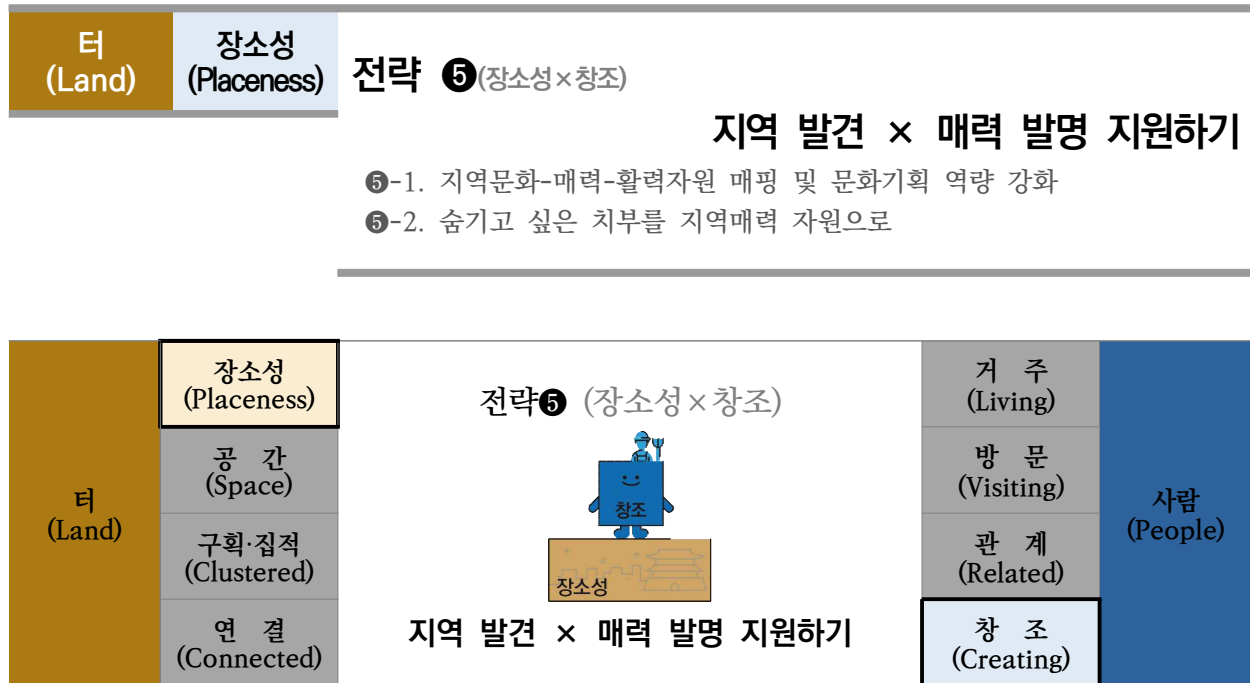 터
(Land)
장소성
(Placeness)
전략 ❺(장소성×창조)
지역 발견 × 매력 발명 지원하기
❺-1. 지역문화-매력-활력자원 매핑 및 문화기획 역량 강화
❺-2. 숨기고 싶은 치부를 지역매력 자원으로
터
(Land)
장소성
(Placeness)
공 간
(Space)
구획·집적
(Clustered)
연 결
(Connected)
전략❺ (장소성×창조)
창조
장소성
지역 발견 × 매력 발명 지원하기
거 주
(Living)
방 문
(Visiting)
관 계
(Related)
창 조
(Creating)
사람
(People)